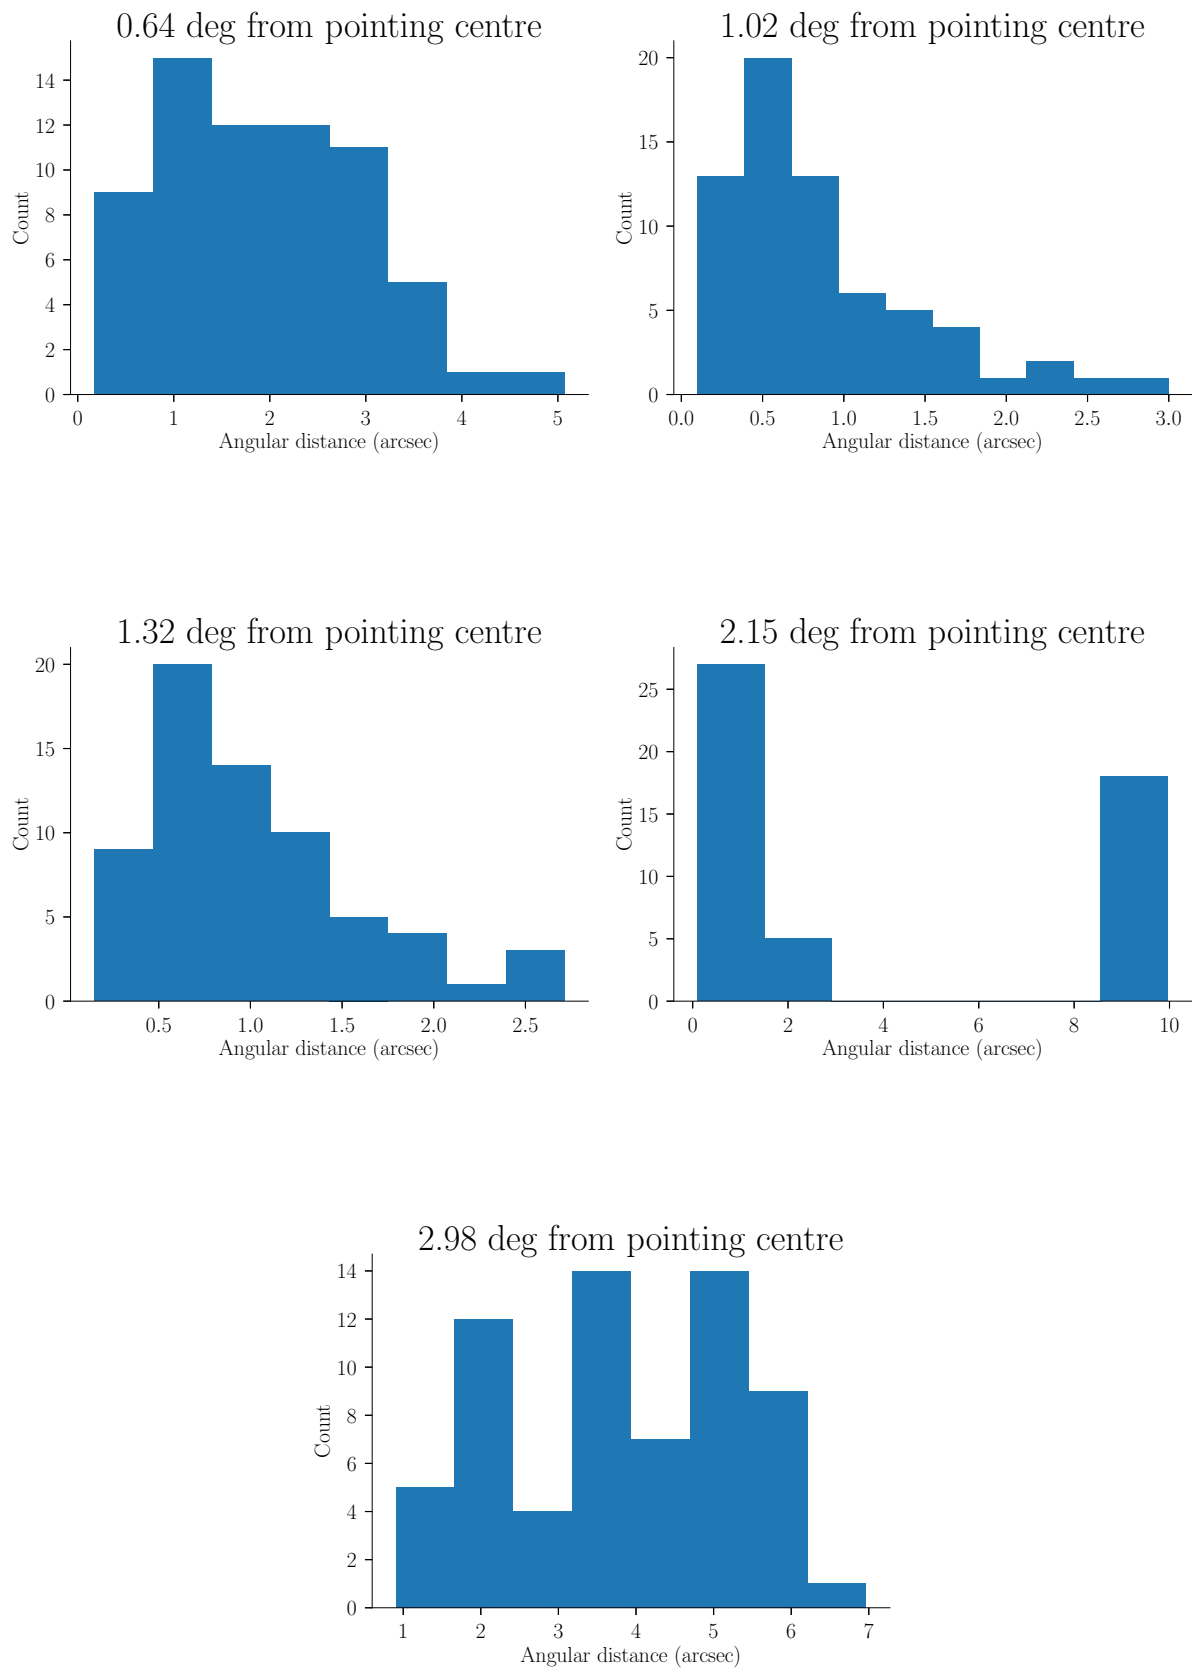 0.64 deg from pointing centre
Count
0 2 4 6 8 10 12 14
0 1 2 3 4 5
Angular distance (arcsec)
1.02 deg from pointing centre
Count
0 5 10 15 20
0.0 0.5 1.0 1.5 2.0 2.5 3.0
Angular distance (arcsec)
1.32 deg from pointing centre
Count
0 5 10 15 20
0.5 1.0 1.5 2.0 2.5
Angular distance (arcsec)
2.15 deg from pointing centre
Count
0 5 10 15 20 25
0 2 4 6 8 10
Angular distance (arcsec)
2.98 deg from pointing centre
Count
0 2 4 6 8 10 12 14
1 2 3 4 5 6 7
Angular distance (arcsec)